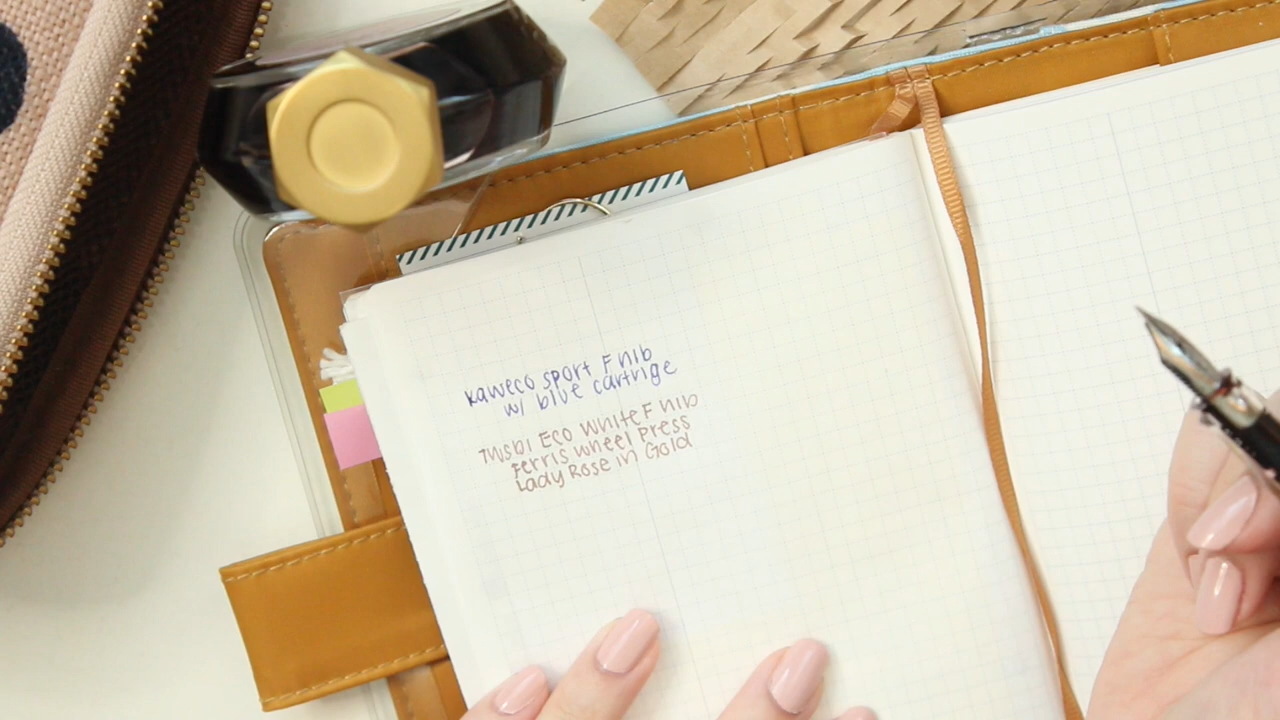 Kaweco sport F nib
w/ blue cartrige
TWSBI Eco White F nib
Ferris Wheel Press
Lady Rose in Gold